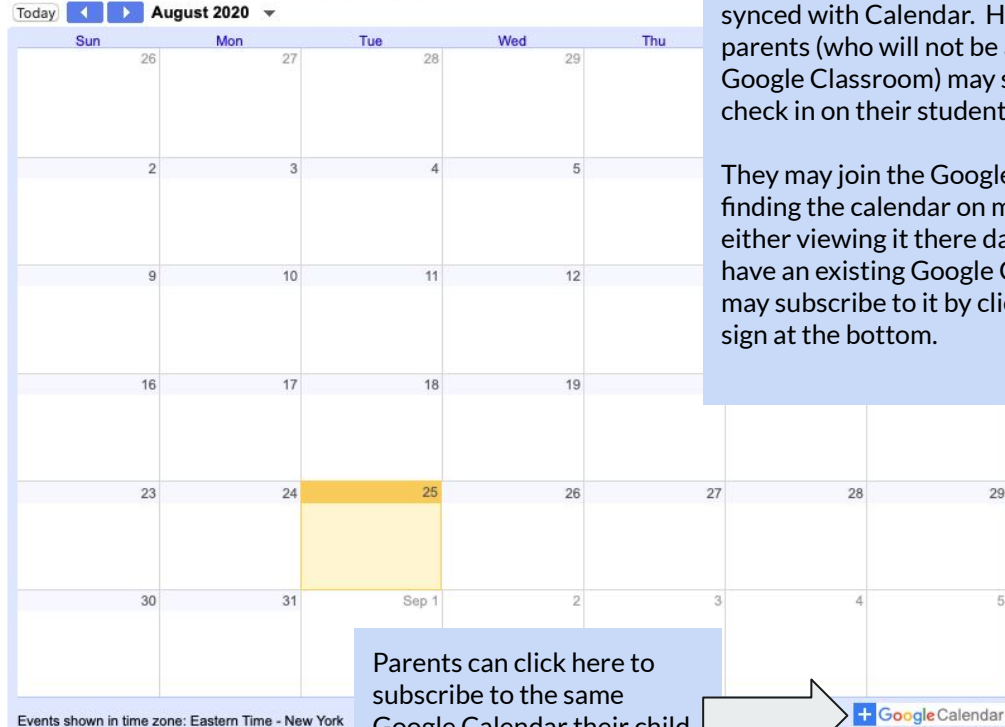 Today August 2020
Sun Mon Tue Wed Thu
26 27 28 29
2 3 4 5
9 10 11 12
16 17 18 19
23 24 25 26 27 28 29
30 31 Sep 1 2 3 4 5
Events shown in time zone: Eastern Time - New York
+ Google Calendar
synced with Calendar.
parents (who will not be
Google Classroom) may
check in on their student
They may join the
finding the calendar on
either viewing it there
have an existing Google
may subscribe to it by
sign at the bottom.
Parents can click here to
subscribe to the same
Google Calendar their child